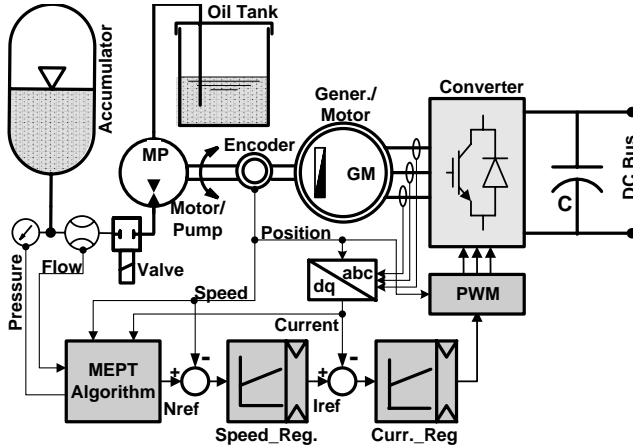 Oil Tank
Accumulator
Gener./
Motor
Converter
Encoder
MP
GM
Motor/
Pump
DC Bus
C
Position
Pressure
Flow
Valve
abc
dq
Speed
PWM
Current
MEPT
Algorithm
+
-
Nref
Speed_Reg.
+
-
Iref
Curr._Reg